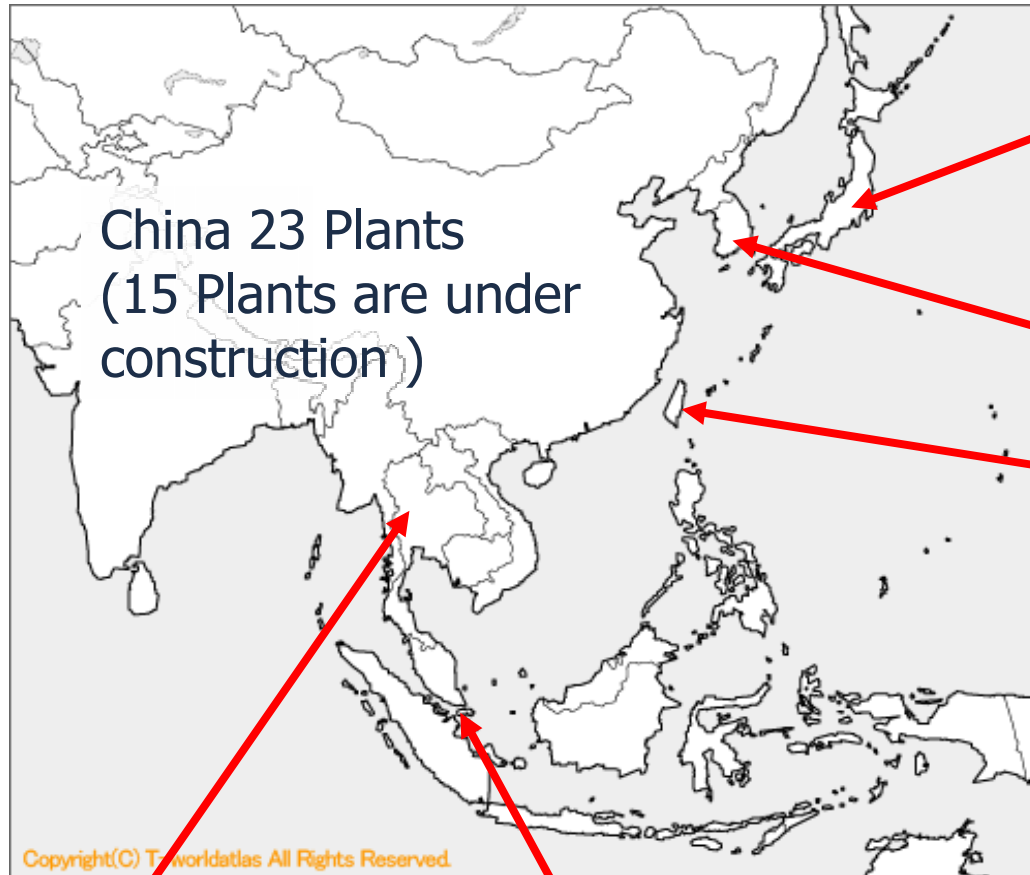 China 23 Plants
(15 Plants are under
construction )
Copyright(C) T-worldatlas All Rights Reserved.